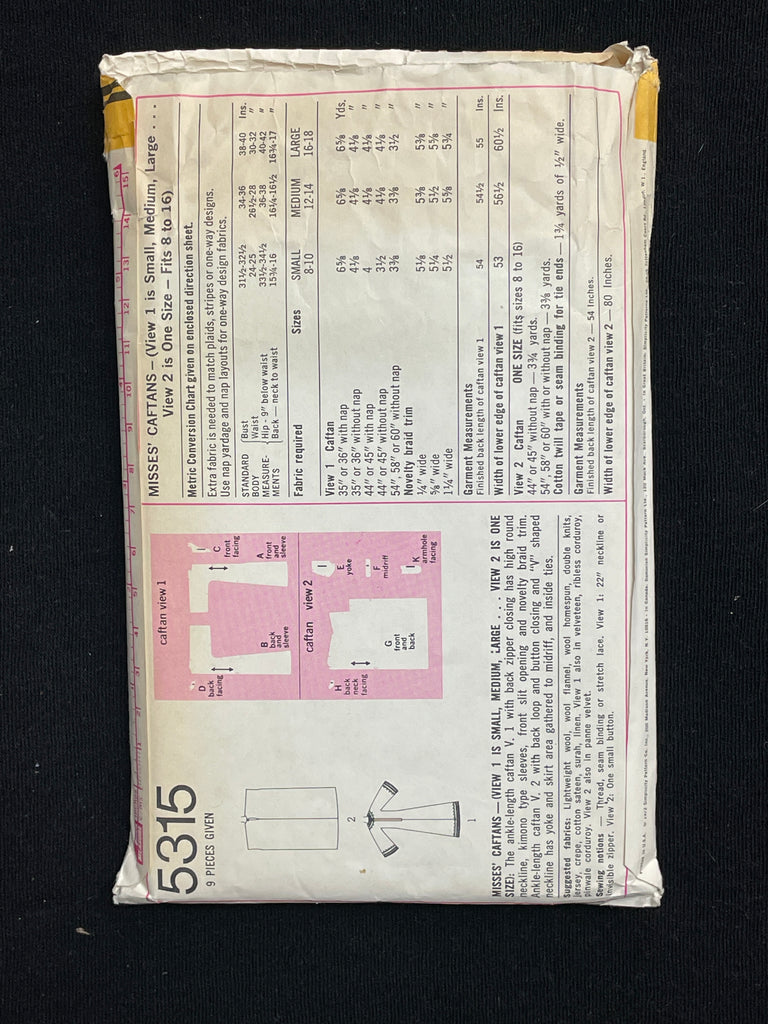 5315
9 PIECES GIVEN
2
1
caftan view 1
D
back
facing
B
back
and
sleeve
A
front
and
sleeve
C
front
facing
caftan view 2
H
back
neck
facing
G
front
and
back
E
yoke
F
midriff
K
armhole
facing
MISSES' CAFTANS—(VIEW 1 IS SMALL, MEDIUM, LARGE . . . VIEW 2 IS ONE
SIZE): The ankle-length caftan V. 1 with back zipper closing has high round
neckline, kimono type sleeves, front slit opening and novelty braid trim.
Ankle-length caftan V. 2 with back loop and button closing and "V" shaped
neckline has yoke and skirt area gathered to midriff, and inside ties.
Suggested fabrics: Lightweight wool, wool flannel, wool homespun, double knits,
jersey, crepe, cotton sateen, surah, linen. View 1 also in velveteen, ribless corduroy,
pinwale corduroy. View 2 also in panne velvet.
Sewing notions — Thread, seam binding or stretch lace. View 1: 22" neckline or
invisible zipper. View 2: One small button.
MISSES' CAFTANS — (View 1 is Small, Medium, Large . . .
View 2 is One Size — Fits 8 to 16)
Metric Conversion Chart given on enclosed direction sheet.
Extra fabric is needed to match plaids, stripes or one-way designs.
Use nap yardage and nap layouts for one-way design fabrics.
STANDARD Bust 31½-32½ 34-36 38-40 Ins.
BODY Waist 24-25 26½-28 30-32 "
MEASURE- Hip - 9" below waist 33½-34½ 36-38 40-42 "
MENTS Back — neck to waist 15¾-16 16¼-16½ 16¾-17 "
SMALL MEDIUM LARGE
Fabric required Sizes 8-10 12-14 16-18
View 1 Caftan
35" or 36" with nap 6⅝ 6⅝ 6⅝ Yds.
35" or 36" without nap 4⅛ 4⅛ 4⅛ "
44" or 45" with nap 4 4⅛ 4⅛ "
44" or 45" without nap 3½ 4⅛ 4⅛ "
54", 58" or 60" without nap 3⅜ 3⅜ 3½ "
Novelty braid trim
¼" wide 5⅛ 5⅜ 5⅜ "
⅝" wide 5¼ 5½ 5⅝ "
1¼" wide 5½ 5⅝ 5¾ "
Garment Measurements
Finished back length of caftan view 1 54 54½ 55 Ins.
Width of lower edge of caftan view 1 53 56½ 60½ Ins.
View 2 Caftan ONE SIZE (fits sizes 8 to 16)
44" or 45" without nap — 3¾ yards.
54", 58" or 60" with or without nap — 3⅜ yards.
Cotton twill tape or seam binding for tie ends — 1¾ yards of ½" wide.
Garment Measurements
Finished back length of caftan view 2 — 54 Inches.
Width of lower edge of caftan view 2 — 80 Inches.